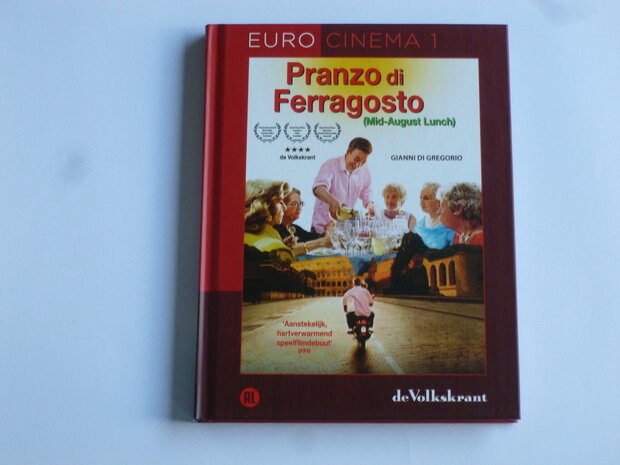 EURO CINEMA 1
Pranzo di
Ferragosto
(Mid-August Lunch)
★★★★
de Volkskrant
GIANNI DI GREGORIO
'Aanstekelijk,
hartverwarmend
speelfilmdebuut'
AL
de Volkskrant